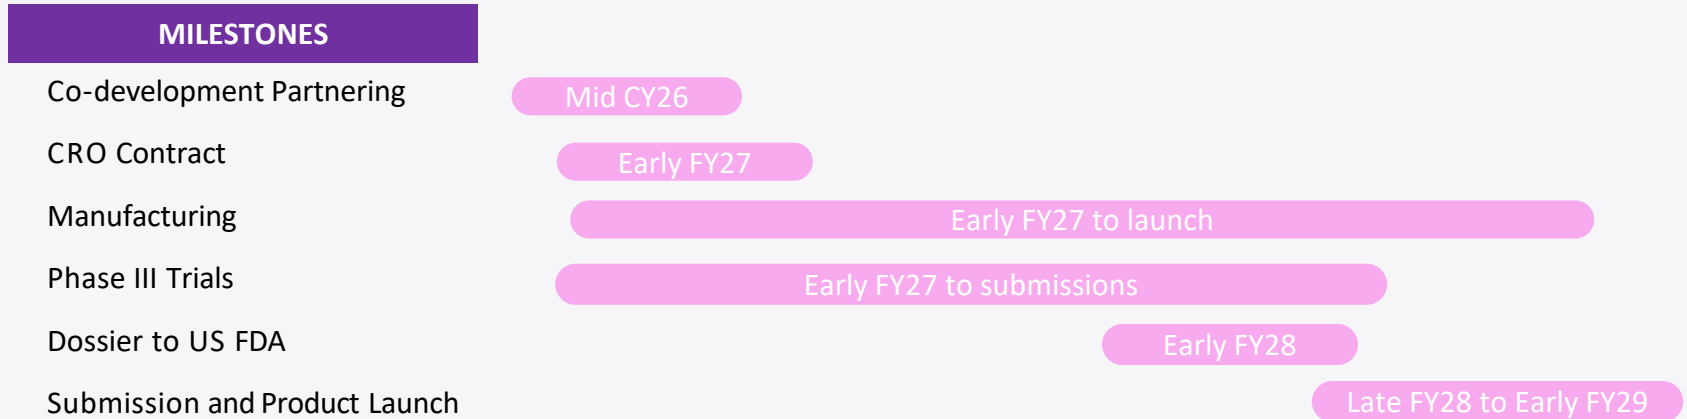 MILESTONES
Co-development Partnering Mid CY26
CRO Contract Early FY27
Manufacturing Early FY27 to launch
Phase III Trials Early FY27 to submissions
Dossier to US FDA Early FY28
Submission and Product Launch Late FY28 to Early FY29